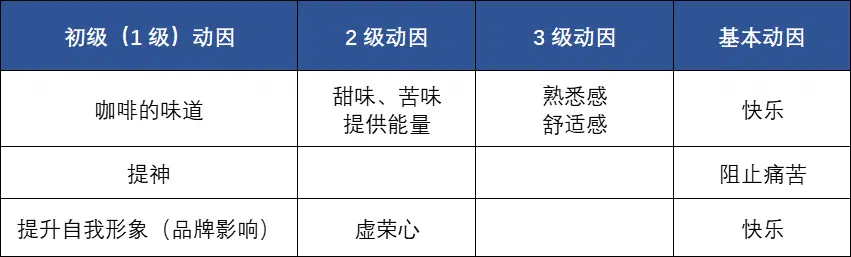 初级（1 级）动因
2 级动因
3 级动因
基本动因
咖啡的味道
甜味、苦味
提供能量
熟悉感
舒适感
快乐
提神
阻止痛苦
提升自我形象（品牌影响）
虚荣心
快乐